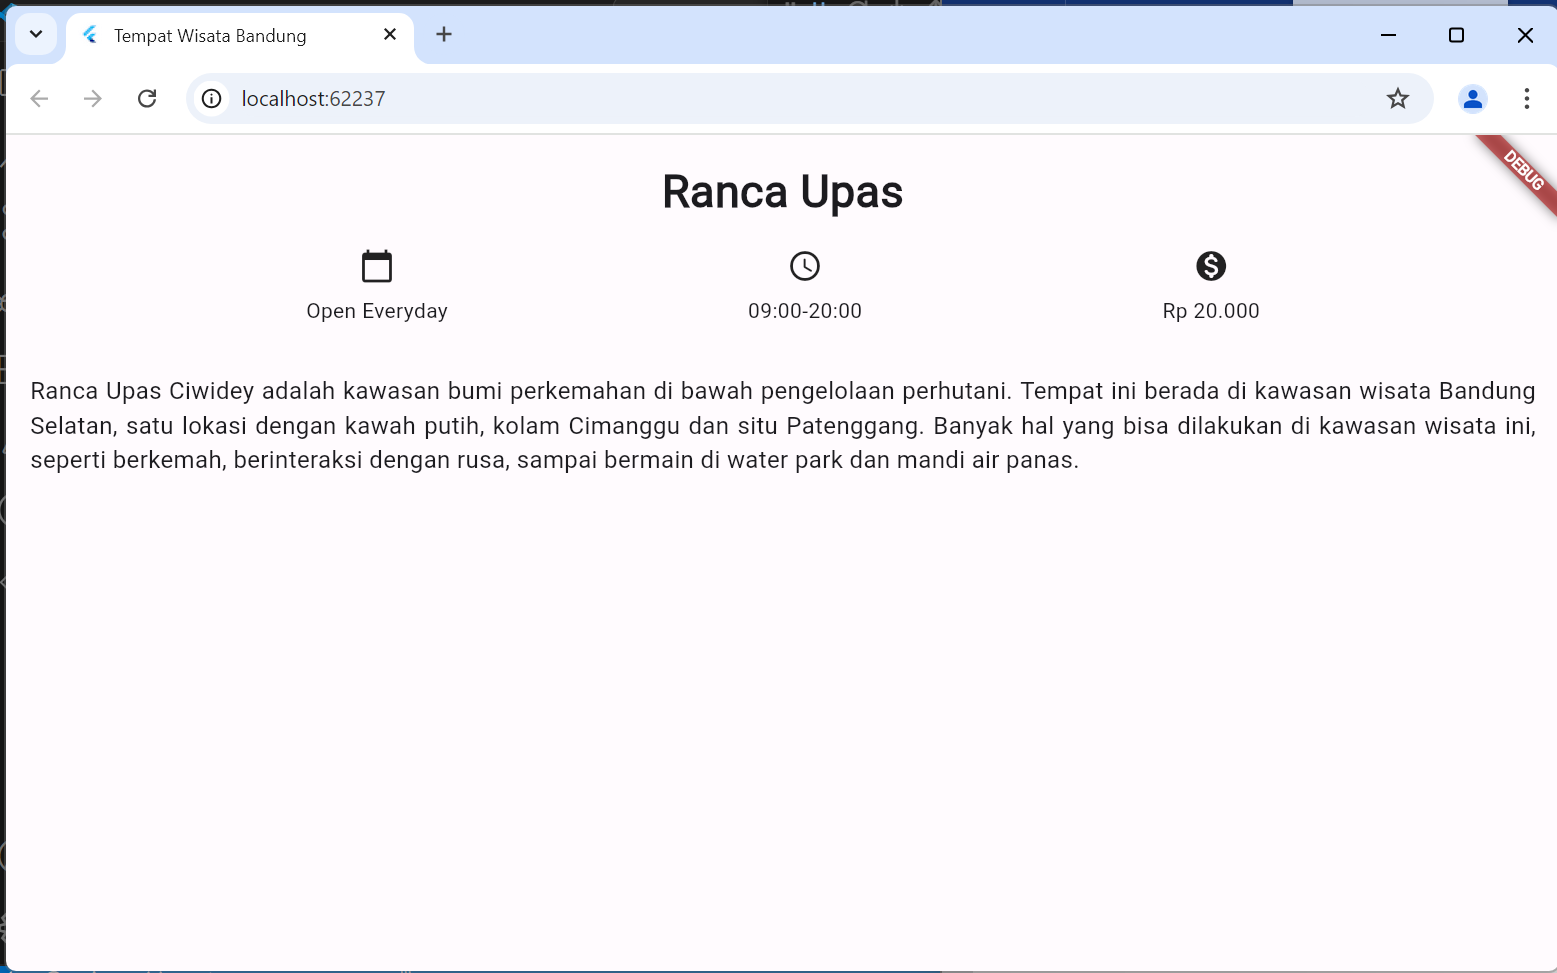 Tempat Wisata Bandung
localhost:62237
DEBUG
Ranca Upas
Open Everyday
09:00-20:00
Rp 20.000
Ranca Upas Ciwidey adalah kawasan bumi perkemahan di bawah pengelolaan perhutani. Tempat ini berada di kawasan wisata Bandung
Selatan, satu lokasi dengan kawah putih, kolam Cimanggu dan situ Patenggang. Banyak hal yang bisa dilakukan di kawasan wisata ini,
seperti berkemah, berinteraksi dengan rusa, sampai bermain di water park dan mandi air panas.